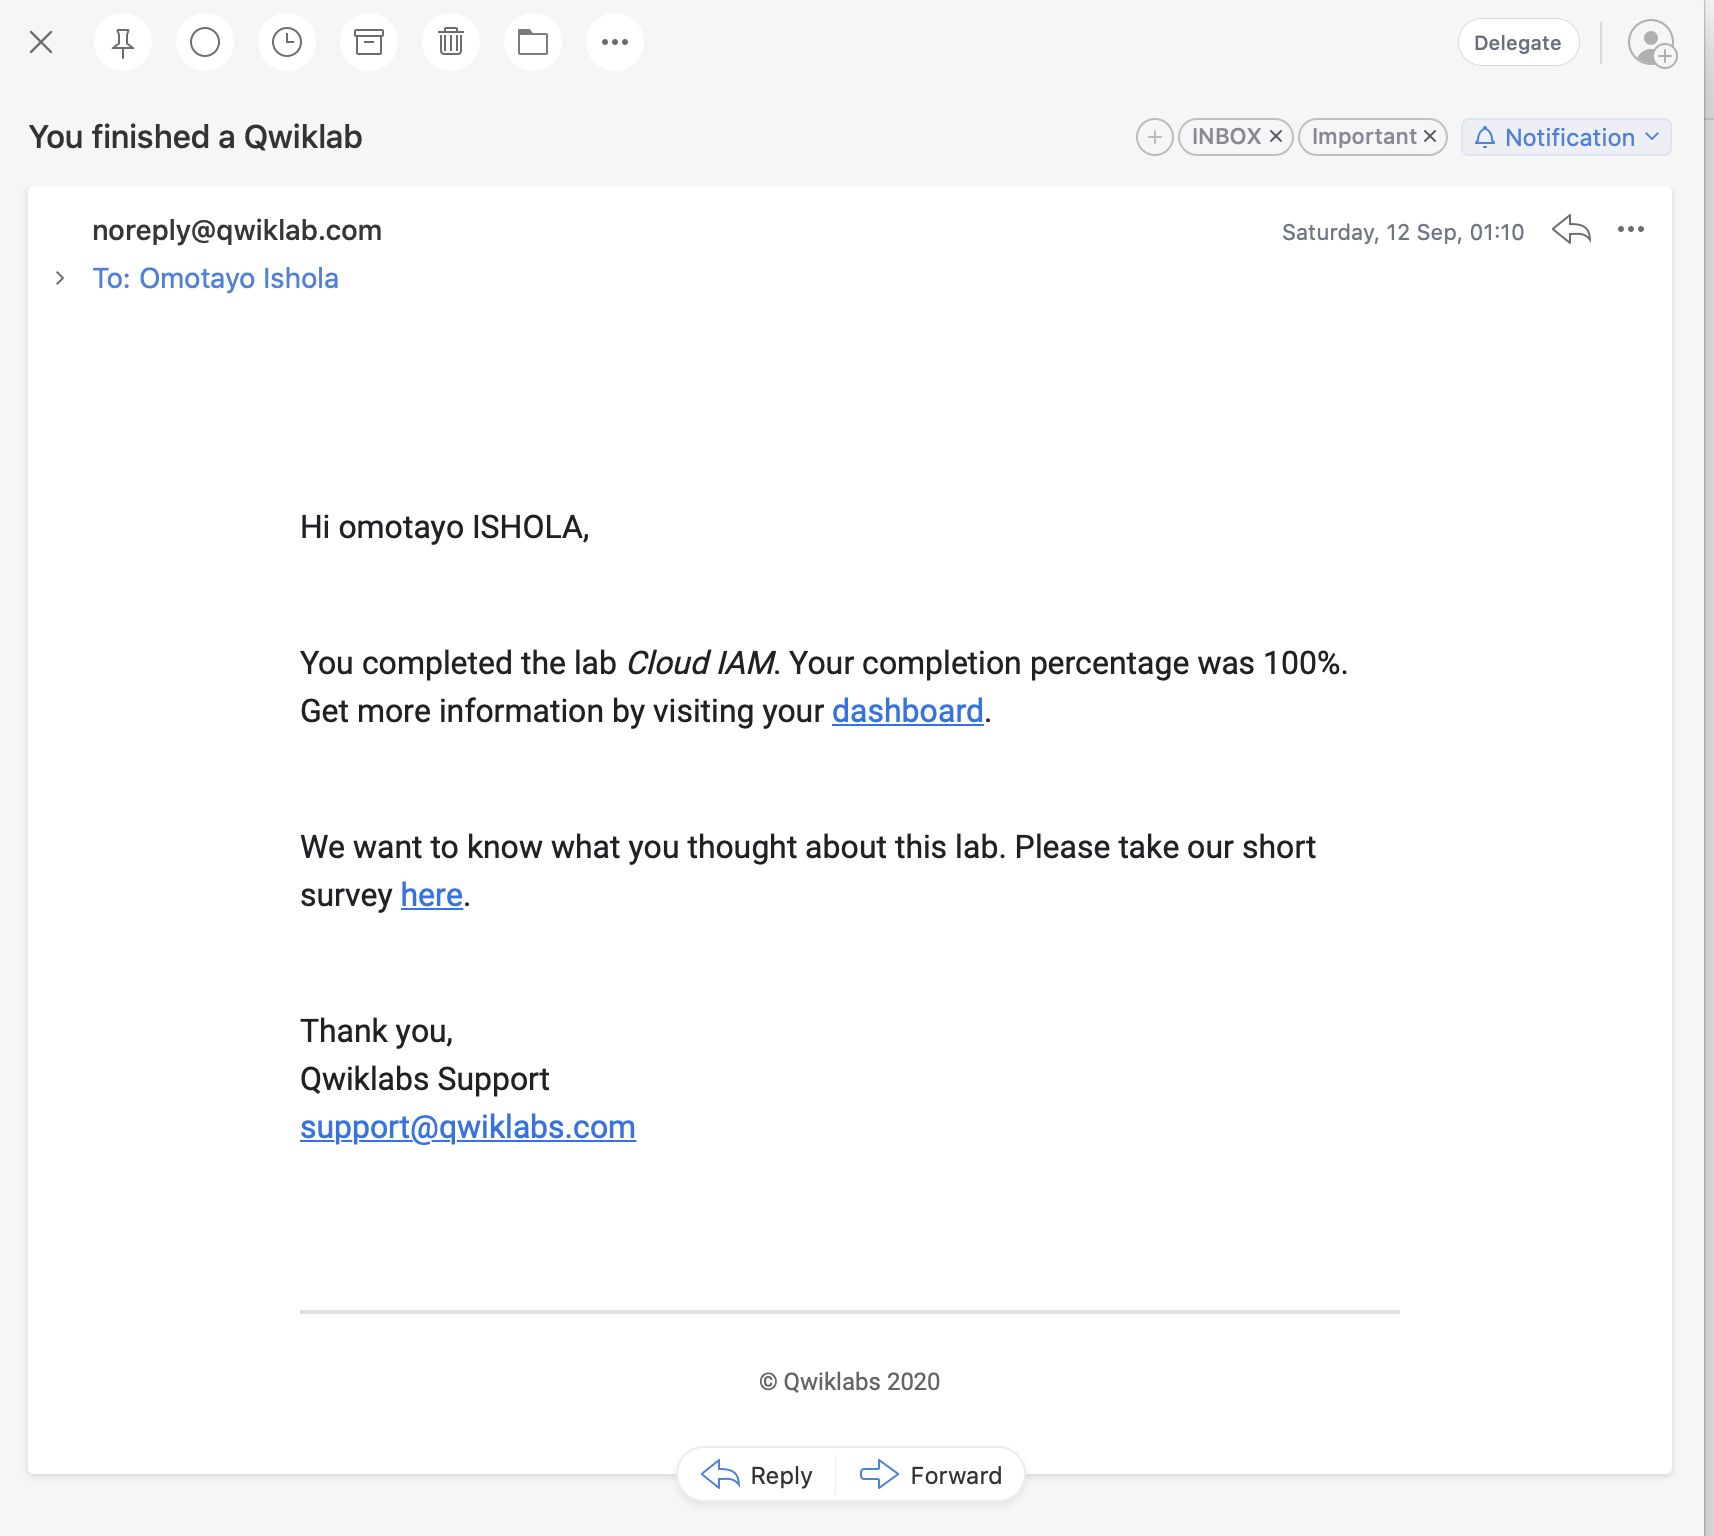 Delegate
You finished a Qwiklab
INBOX
Important
Notification
noreply@qwiklab.com
Saturday, 12 Sep, 01:10
To: Omotayo Ishola
Hi omotayo ISHOLA,
You completed the lab Cloud IAM. Your completion percentage was 100%.
Get more information by visiting your dashboard.
We want to know what you thought about this lab. Please take our short
survey here.
Thank you,
Qwiklabs Support
support@qwiklabs.com
© Qwiklabs 2020
Reply
Forward